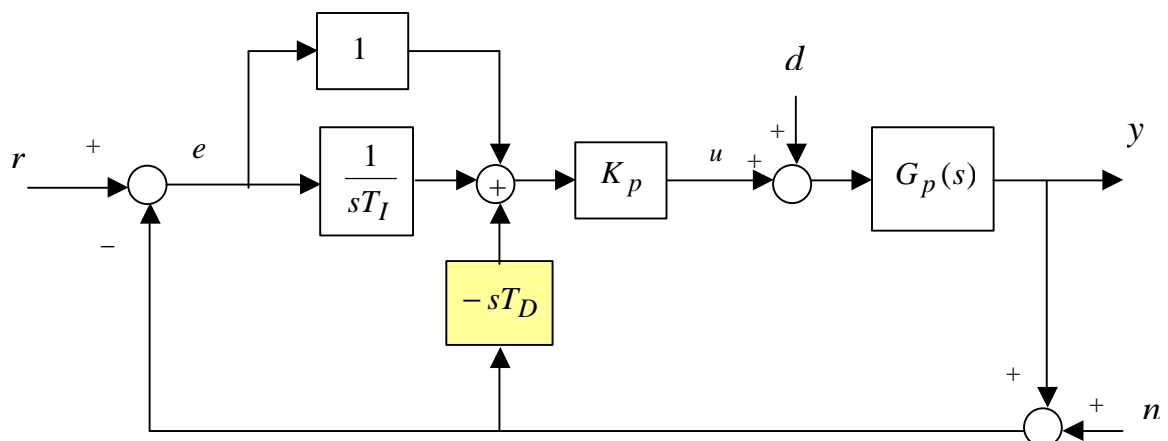 1
d
r
+
e
1
sT_I
+
K_p
u
+
+
G_p(s)
y
−
− sT_D
+
+
n